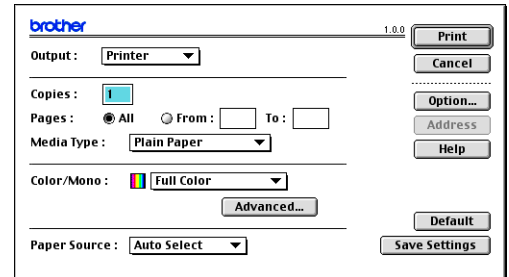 brother
1.0.0
Print
Output : Printer
Cancel
Copies : 1
Option...
Pages : All From : To :
Address
Media Type : Plain Paper
Help
Color/Mono : Full Color
Advanced...
Default
Paper Source : Auto Select
Save Settings